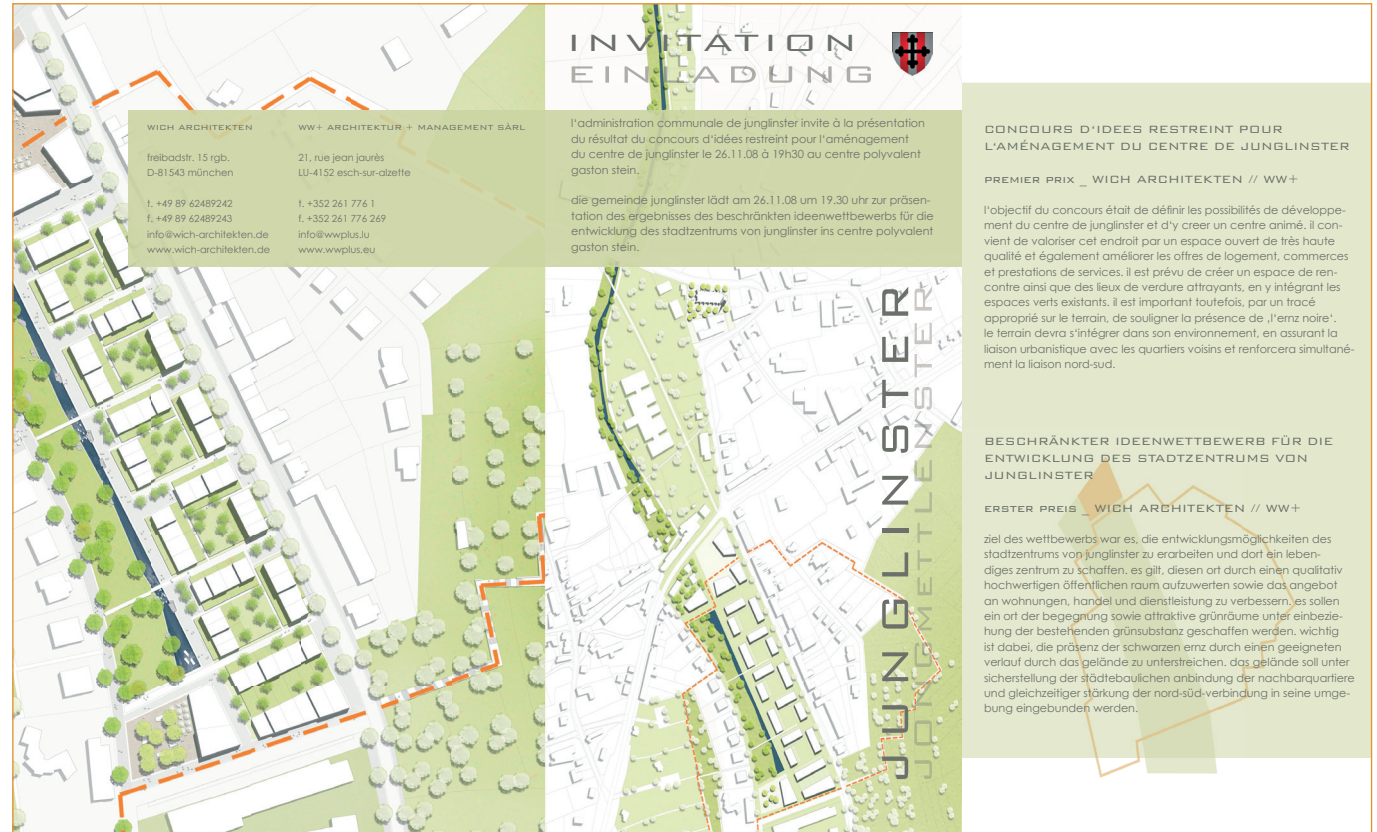 WICH ARCHITEKTEN
freibadstr. 15 rgb.
D-81543 münchen
t. +49 89 62489242
f. +49 89 62489243
info@wich-architekten.de
www.wich-architekten.de
WW+ ARCHITEKTUR + MANAGEMENT SÀRL
21, rue jean jaurès
LU-4152 esch-sur-alzette
t. +352 261 776 1
f. +352 261 776 269
info@wwplus.lu
www.wwplus.eu
INVITATION
EINLADUNG
l'administration communale de junglinster invite à la présentation
du résultat du concours d'idées restreint pour l'aménagement
du centre de junglinster le 26.11.08 à 19h30 au centre polyvalent
gaston stein.
die gemeinde junglinster lädt am 26.11.08 um 19.30 uhr zur präsen-
tation des ergebnisses des beschränkten ideenwettbewerbs für die
entwicklung des stadtzentrums von junglinster ins centre polyvalent
gaston stein.
JUNGLINSTER
JONGMETTLENSTER
CONCOURS D'IDEES RESTREINT POUR
L'AMÉNAGEMENT DU CENTRE DE JUNGLINSTER
PREMIER PRIX _ WICH ARCHITEKTEN // WW+
l'objectif du concours était de définir les possibilités de développe-
ment du centre de junglinster et d'y creer un centre animé. il con-
vient de valoriser cet endroit par un espace ouvert de très haute
qualité et également améliorer les offres de logement, commerces
et prestations de services. il est prévu de créer un espace de ren-
contre ainsi que des lieux de verdure attrayants, en y intégrant les
espaces verts existants. il est important toutefois, par un tracé
approprié sur le terrain, de souligner la présence de ‚l'ernz noire'.
le terrain devra s'intégrer dans son environnement, en assurant la
liaison urbanistique avec les quartiers voisins et renforcera simultané-
ment la liaison nord-sud.
BESCHRÄNKTER IDEENWETTBEWERB FÜR DIE
ENTWICKLUNG DES STADTZENTRUMS VON
JUNGLINSTER
ERSTER PREIS _ WICH ARCHITEKTEN // WW+
ziel des wettbewerbs war es, die entwicklungsmöglichkeiten des
stadtzentrums von junglinster zu erarbeiten und dort ein leben-
diges zentrum zu schaffen. es gilt, diesen ort durch einen qualitativ
hochwertigen öffentlichen raum aufzuwerten sowie das angebot
an wohnungen, handel und dienstleistung zu verbessern. es sollen
ein ort der begegnung sowie attraktive grünräume unter einbezie-
hung der bestehenden grünsubstanz geschaffen werden. wichtig
ist dabei, die präsenz der schwarzen ernz durch einen geeigneten
verlauf durch das gelände zu unterstreichen. das gelände soll unter
sicherstellung der städtebaulichen anbindung der nachbarquartiere
und gleichzeitiger stärkung der nord-süd-verbindung in seine umge-
bung eingebunden werden.